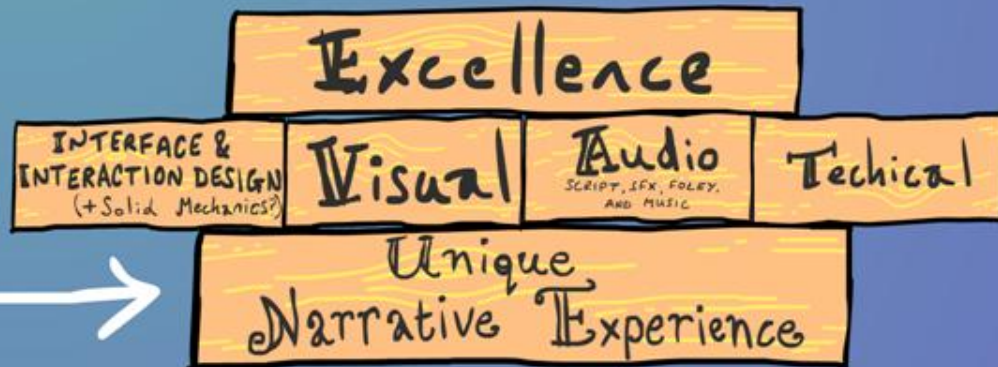 Excellence
INTERFACE &
INTERACTION DESIGN
(+Solid Mechanics?)
Visual
Audio
SCRIPT, SFX, FOLEY,
AND MUSIC
Techical
Unique
Narrative Experience